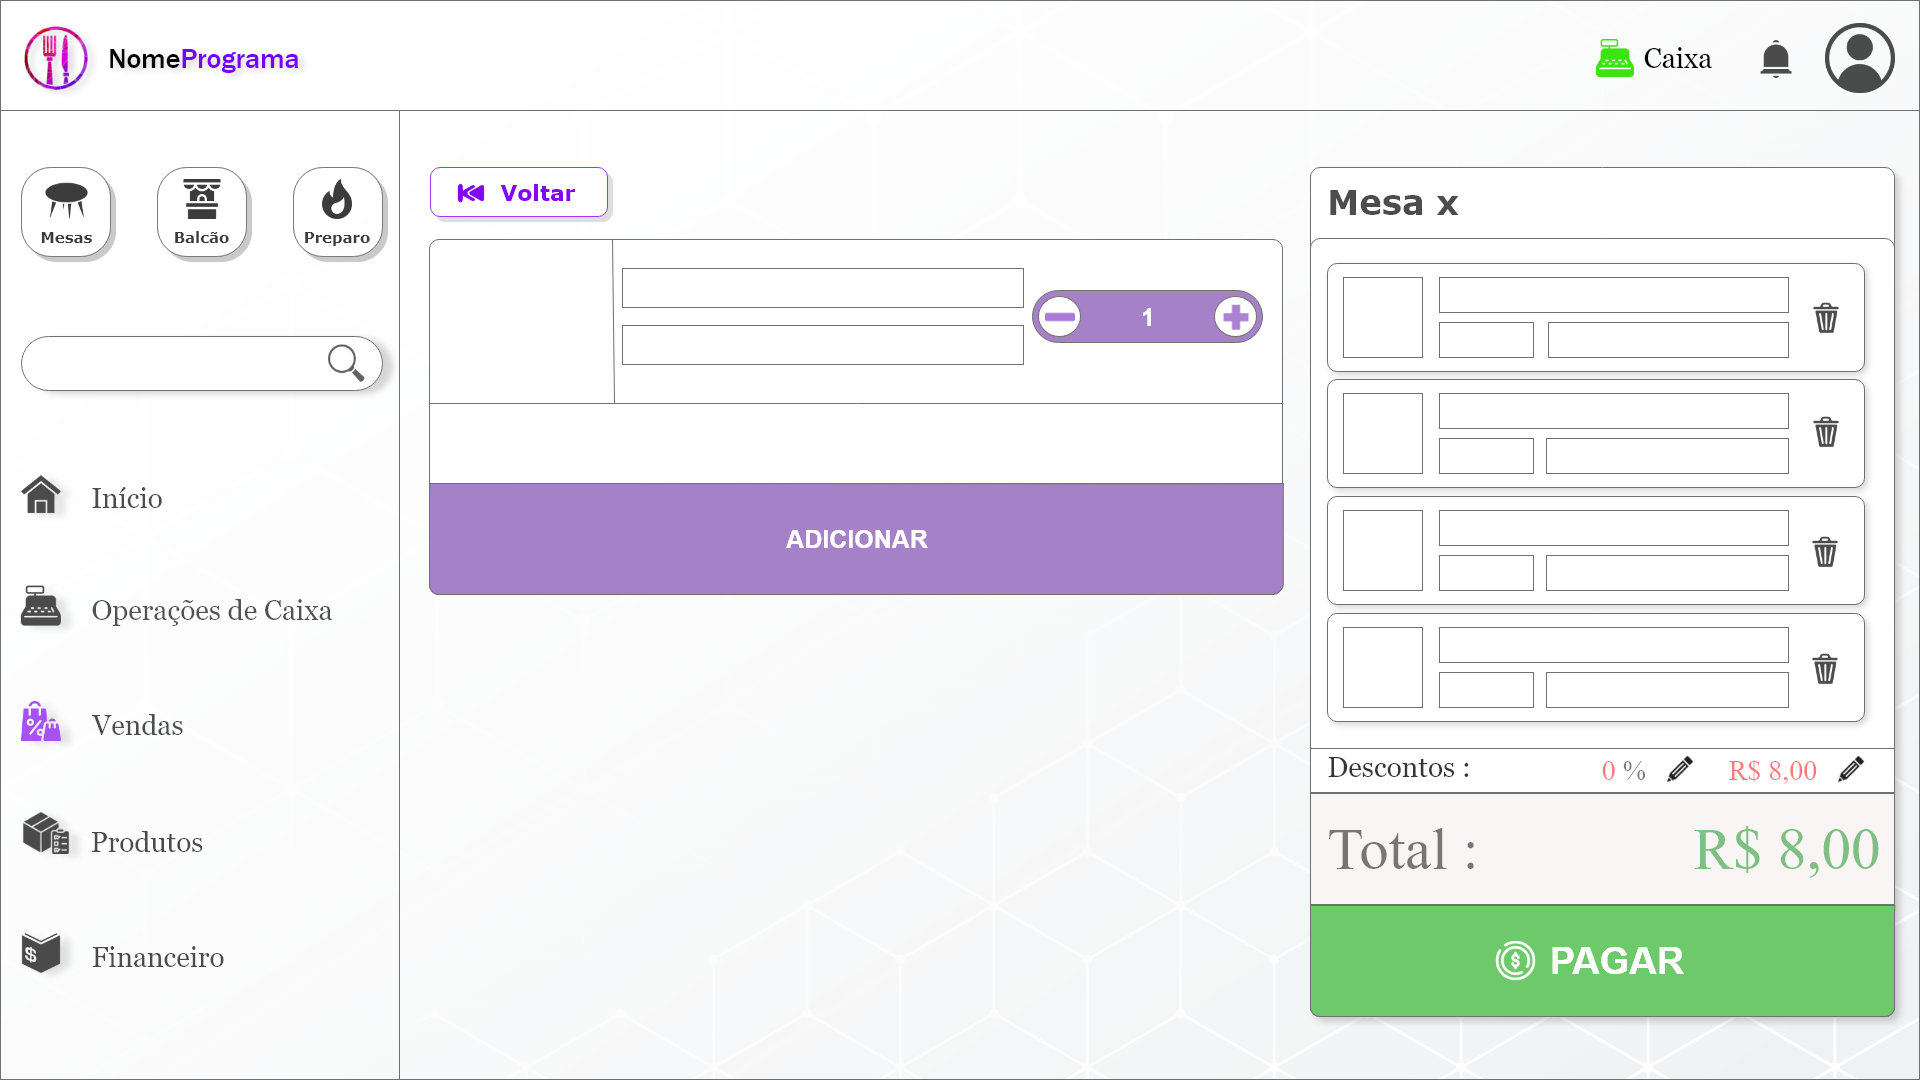 NomePrograma
Caixa
Mesas
Balcão
Preparo
Início
Operações de Caixa
Vendas
Produtos
Financeiro
Voltar
1
ADICIONAR
Mesa x
Descontos : 0 % R$ 8,00
Total : R$ 8,00
PAGAR